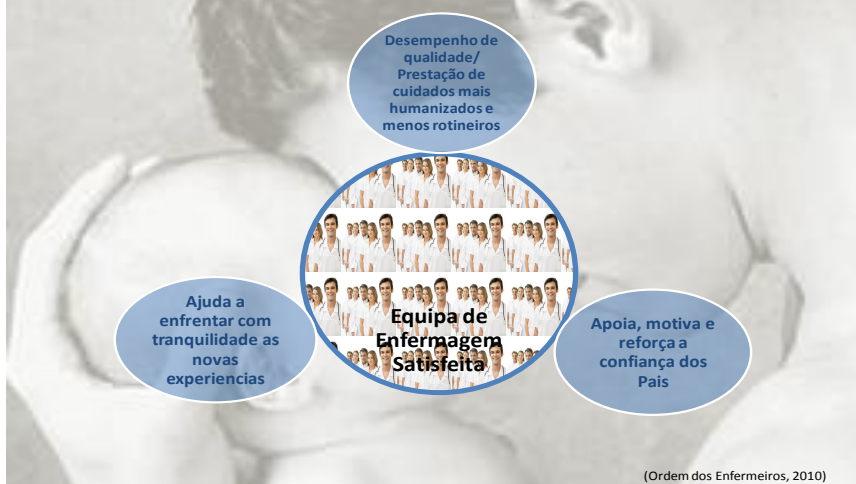 Desempenho de
qualidade/
Prestação de
cuidados mais
humanizados e
menos rotineiros
Equipa de
Enfermagem
Satisfeita
Ajuda a
enfrentar com
tranquilidade as
novas
experiencias
Apoia, motiva e
reforça a
confiança dos
Pais
(Ordem dos Enfermeiros, 2010)